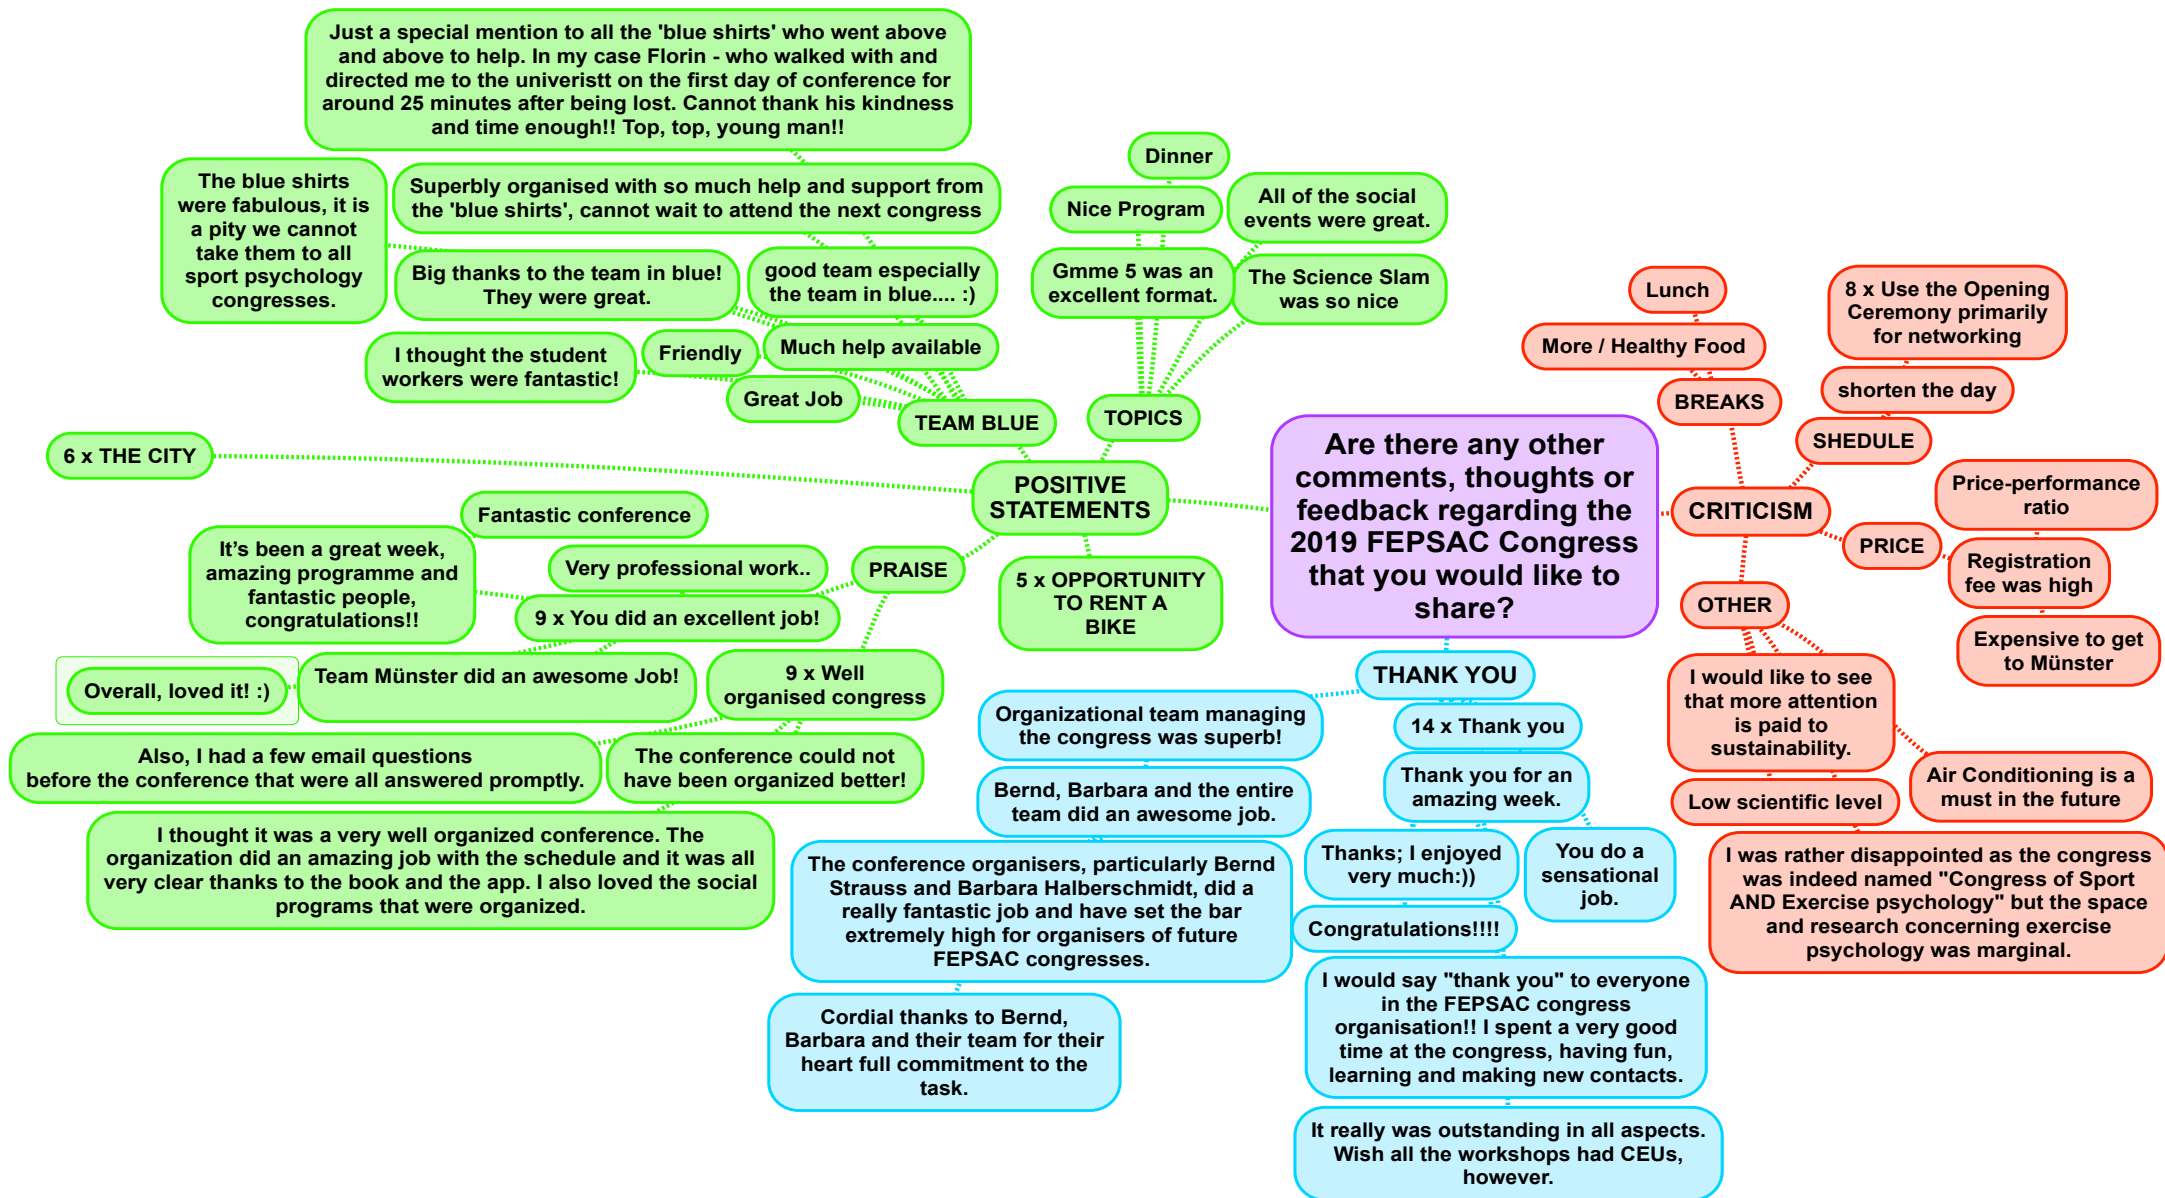 Just a special mention to all the 'blue shirts' who went above
and above to help. In my case Florin - who walked with and
directed me to the univeristt on the first day of conference for
around 25 minutes after being lost. Cannot thank his kindness
and time enough!! Top, top, young man!!
The blue shirts
were fabulous, it is
a pity we cannot
take them to all
sport psychology
congresses.
Superbly organised with so much help and support from
the 'blue shirts', cannot wait to attend the next congress
Big thanks to the team in blue!
They were great.
good team especially
the team in blue.... :)
I thought the student
workers were fantastic!
Friendly
Much help available
Great Job
TEAM BLUE
Dinner
Nice Program
All of the social
events were great.
Gmme 5 was an
excellent format.
The Science Slam
was so nice
TOPICS
6 x THE CITY
POSITIVE
STATEMENTS
Fantastic conference
It’s been a great week,
amazing programme and
fantastic people,
congratulations!!
Very professional work..
PRAISE
9 x You did an excellent job!
5 x OPPORTUNITY
TO RENT A
BIKE
Overall, loved it! :)
Team Münster did an awesome Job!
9 x Well
organised congress
Also, I had a few email questions
before the conference that were all answered promptly.
The conference could not
have been organized better!
I thought it was a very well organized conference. The
organization did an amazing job with the schedule and it was all
very clear thanks to the book and the app. I also loved the social
programs that were organized.
Are there any other
comments, thoughts or
feedback regarding the
2019 FEPSAC Congress
that you would like to
share?
THANK YOU
Organizational team managing
the congress was superb!
14 x Thank you
Bernd, Barbara and the entire
team did an awesome job.
Thank you for an
amazing week.
The conference organisers, particularly Bernd
Strauss and Barbara Halberschmidt, did a
really fantastic job and have set the bar
extremely high for organisers of future
FEPSAC congresses.
Thanks; I enjoyed
very much:))
You do a
sensational
job.
Congratulations!!!!
Cordial thanks to Bernd,
Barbara and their team for their
heart full commitment to the
task.
I would say "thank you" to everyone
in the FEPSAC congress
organisation!! I spent a very good
time at the congress, having fun,
learning and making new contacts.
It really was outstanding in all aspects.
Wish all the workshops had CEUs,
however.
Lunch
More / Healthy Food
BREAKS
8 x Use the Opening
Ceremony primarily
for networking
shorten the day
SHEDULE
CRITICISM
Price-performance
ratio
PRICE
Registration
fee was high
Expensive to get
to Münster
OTHER
I would like to see
that more attention
is paid to
sustainability.
Low scientific level
Air Conditioning is a
must in the future
I was rather disappointed as the congress
was indeed named "Congress of Sport
AND Exercise psychology" but the space
and research concerning exercise
psychology was marginal.